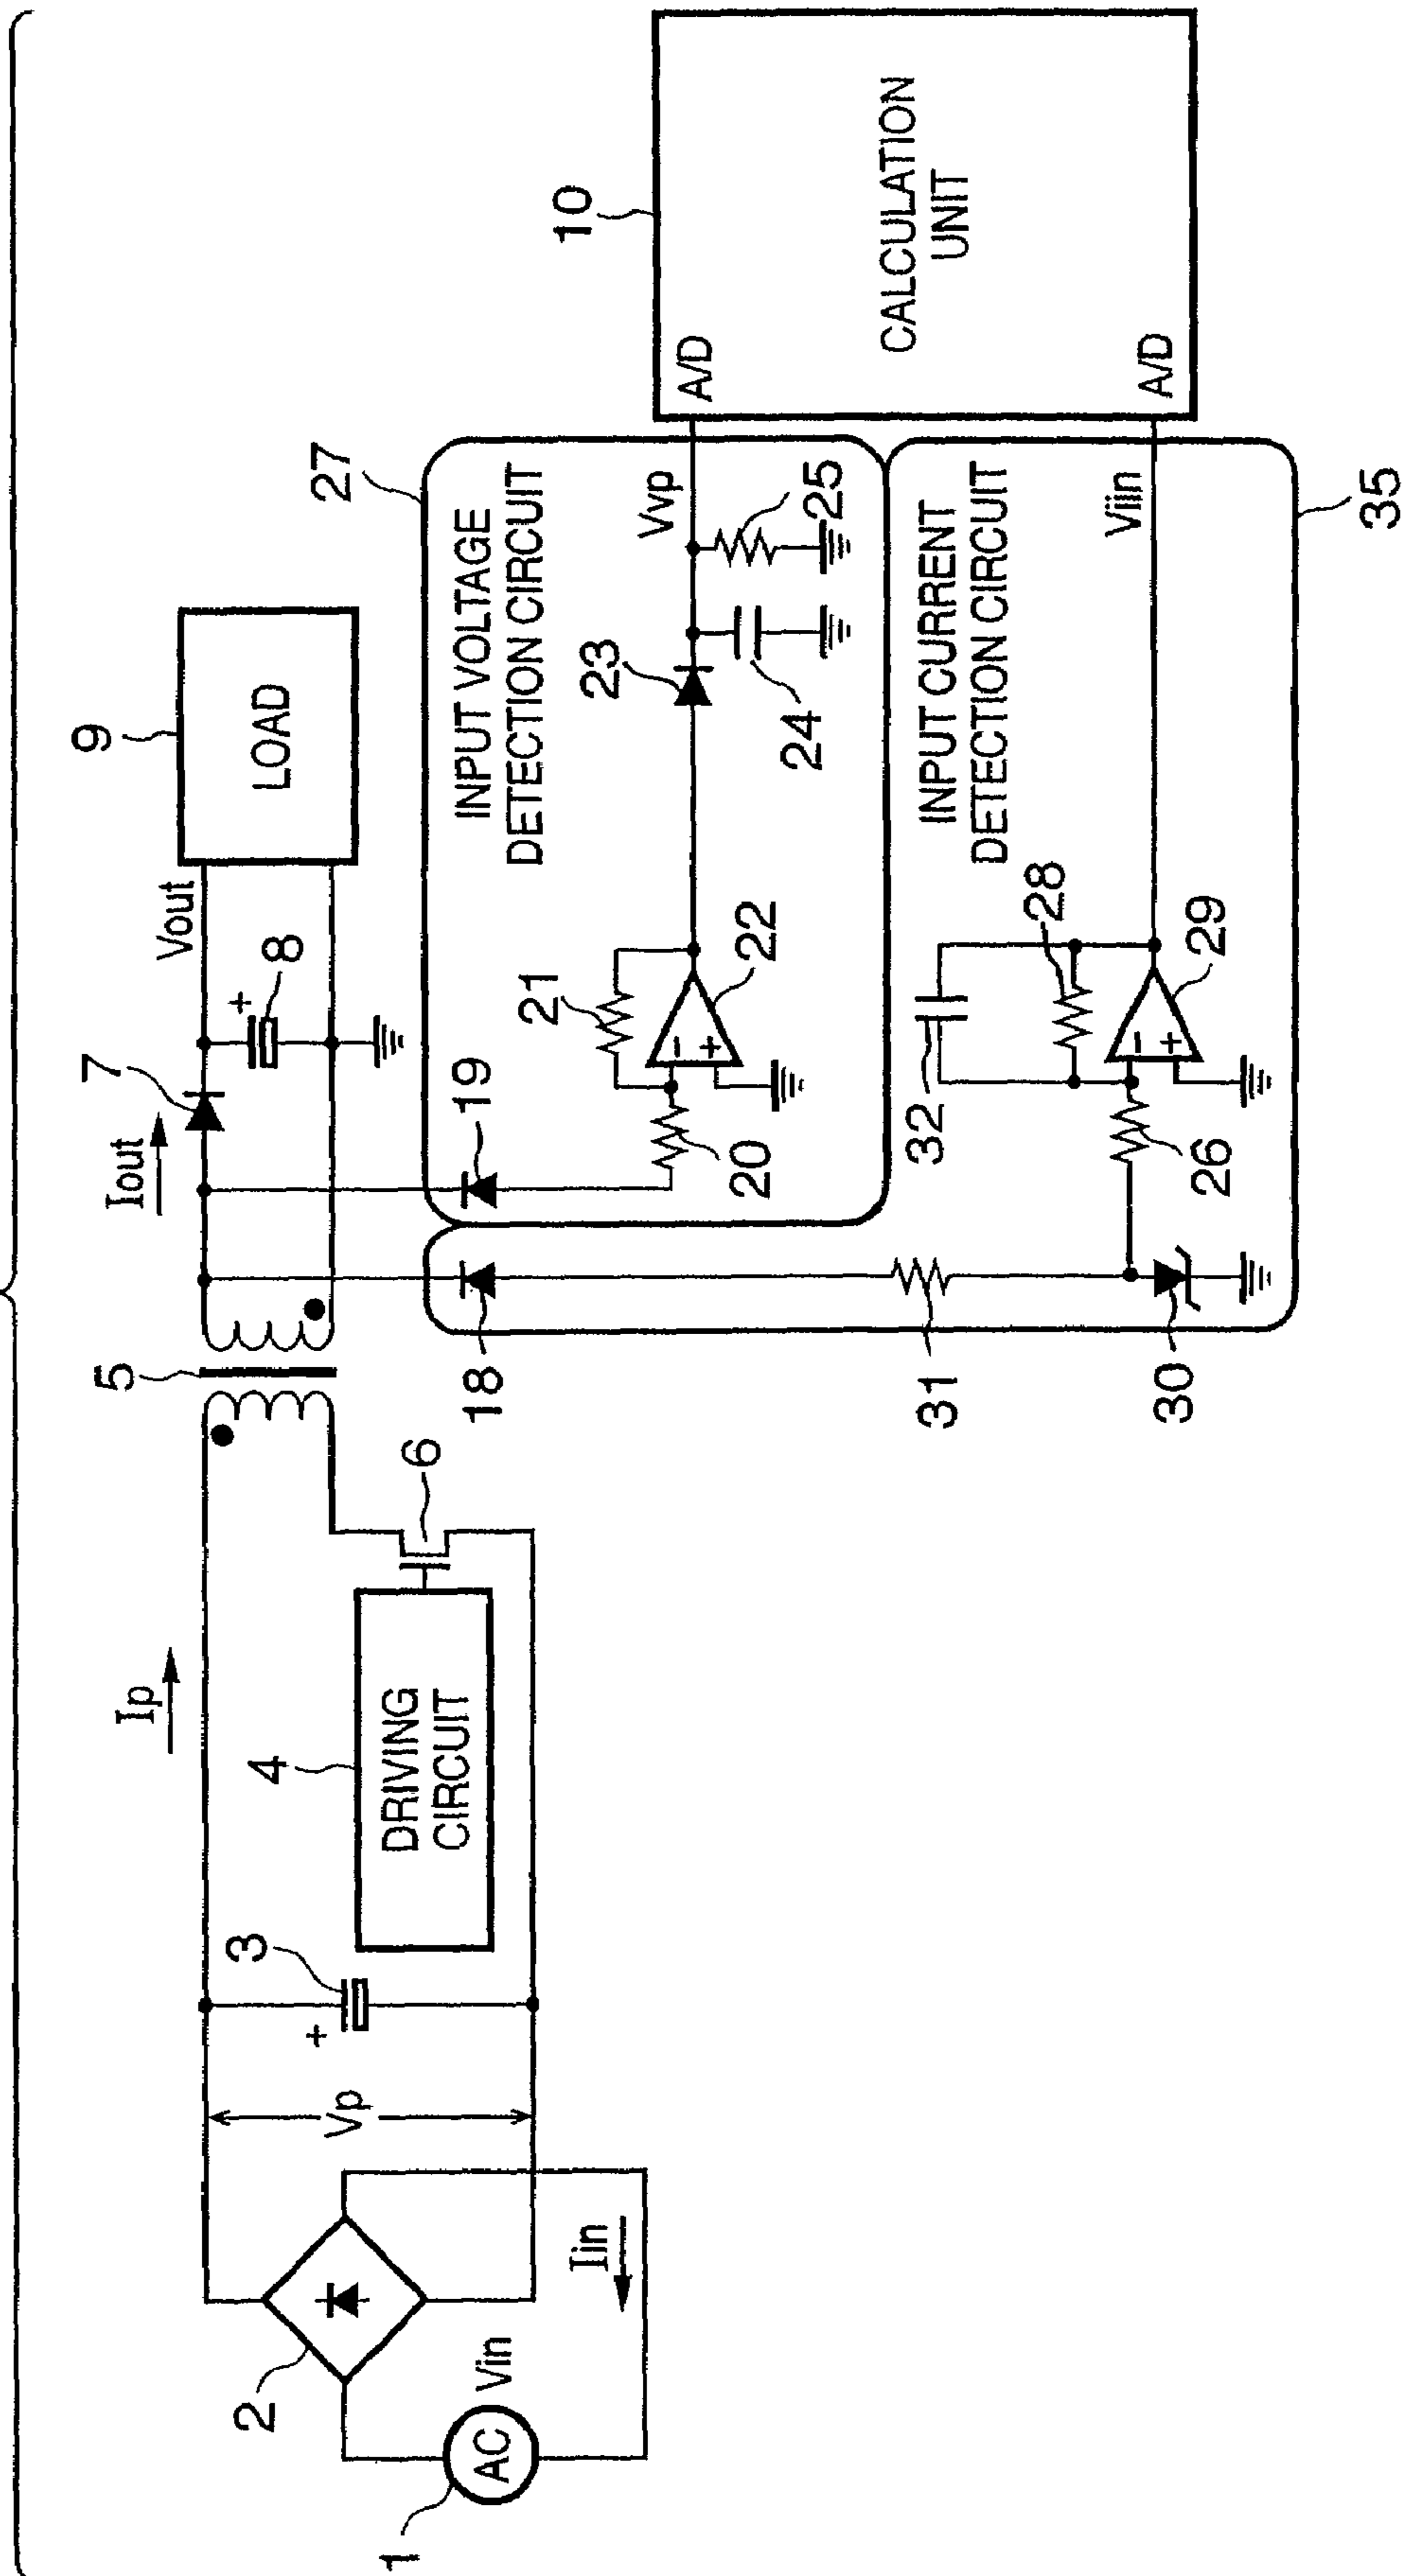 1
AC
Vin
Iin
2
Vp
+
3
4
DRIVING
CIRCUIT
6
Ip
5
Iout
7
+
8
Vout
9
LOAD
18
19
20
21
-
+
22
23
24
25
Vvp
INPUT VOLTAGE
DETECTION CIRCUIT
27
31
30
26
32
28
-
+
29
INPUT CURRENT
DETECTION CIRCUIT
Viin
35
10
A/D
CALCULATION
UNIT
A/D